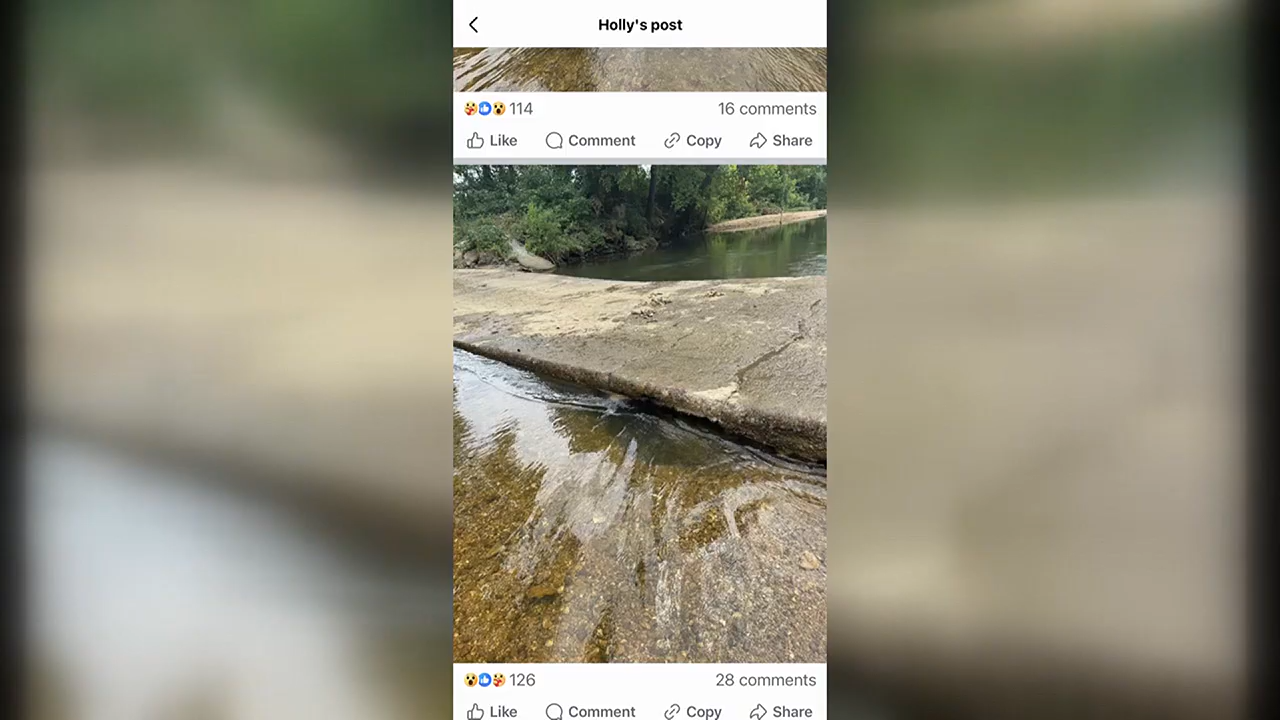 Holly's post
114 16 comments
Like Comment Copy Share
126 28 comments
Like Comment Copy Share